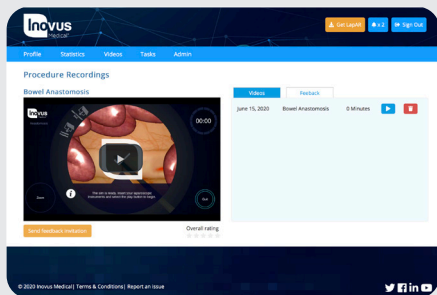 Inovus
Medical
Get LapNit
x 2
Sign Out
Profile
Statistics
Videos
Tasks
Admin
Procedure Recordings
Bowel Anastomosis
Inovus
00:00
Quit
Send feedback invitation
Overall rating
Videos
Feeback
June 15, 2020
Bowel Anastomosis
0 Minutes
© 2020 Inovus Medical| Terms & Conditions| Report an Issue